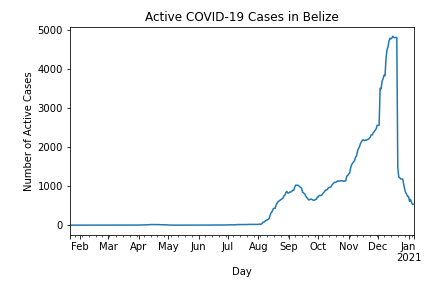 Active COVID-19 Cases in Belize
Number of Active Cases
5000
4000
3000
2000
1000
0
Feb Mar Apr May Jun Jul Aug Sep Oct Nov Dec Jan
2021
Day